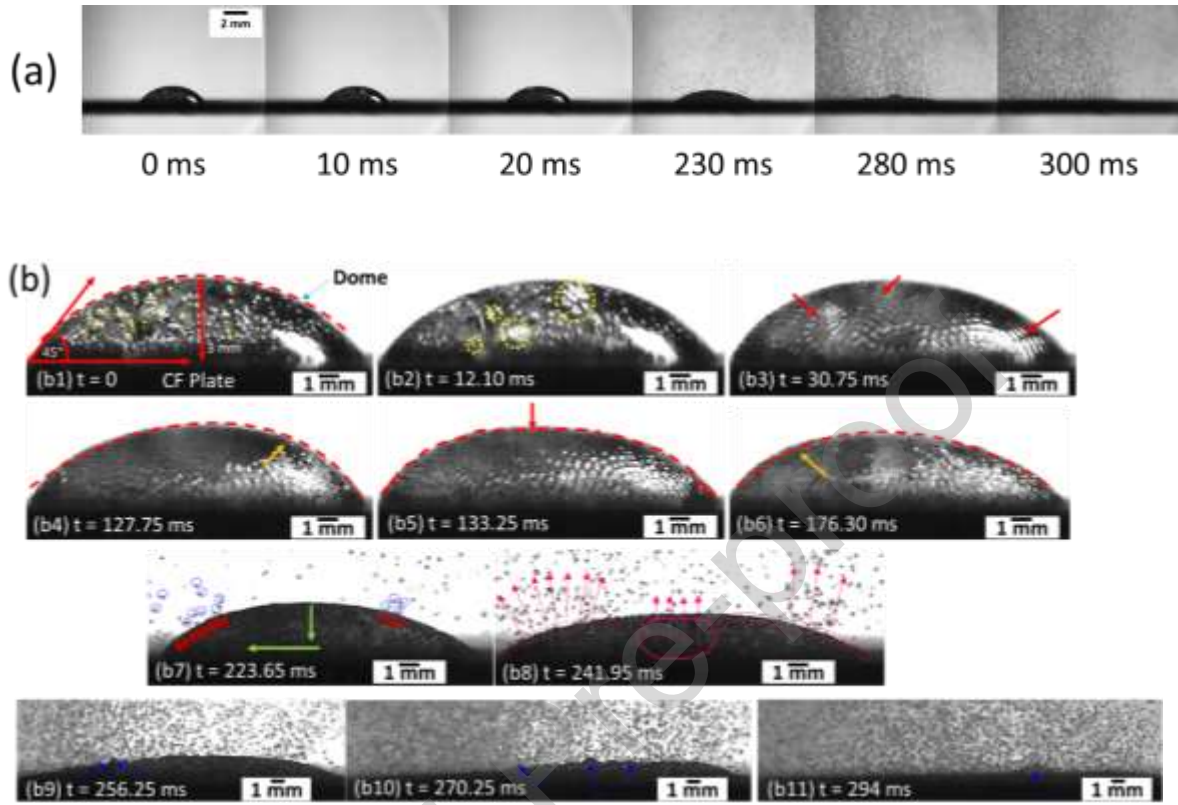 2 mm
(a)
0 ms 10 ms 20 ms 230 ms 280 ms 300 ms
(b)
Dome
45°
3 mm
(b1) t = 0 CF Plate 1 mm
(b2) t = 12.10 ms 1 mm
(b3) t = 30.75 ms 1 mm
(b4) t = 127.75 ms 1 mm
(b5) t = 133.25 ms 1 mm
(b6) t = 176.30 ms 1 mm
(b7) t = 223.65 ms 1 mm
(b8) t = 241.95 ms 1 mm
(b9) t = 256.25 ms 1 mm
(b10) t = 270.25 ms 1 mm
(b11) t = 294 ms 1 mm